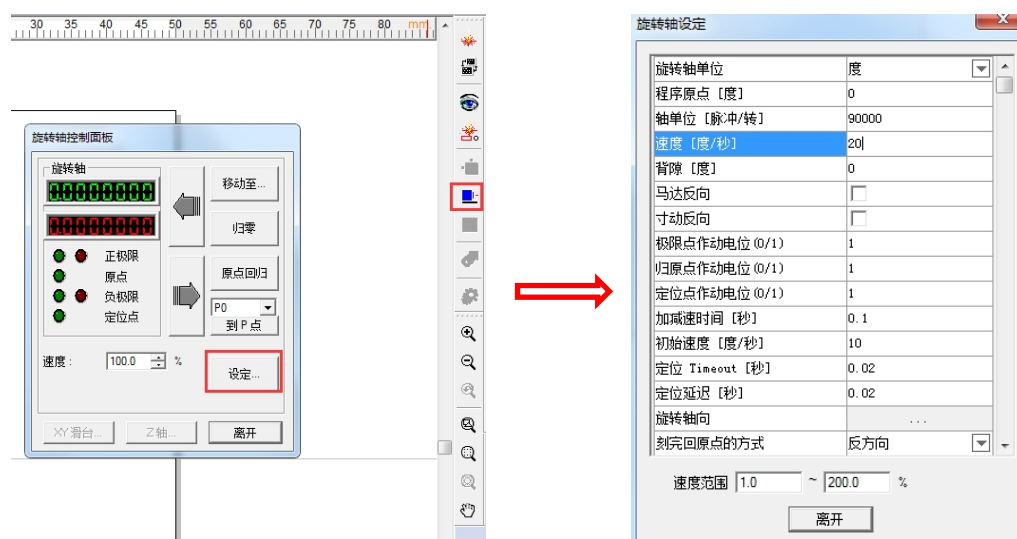 30 35 40 45 50 55 60 65 70 75 80 mm
旋转轴控制面板
旋转轴
移动至...
归零
正极限
原点
负极限
定位点
原点回归
P0
到 P 点
速度： 100.0 %
设定...
XY 滑台... Z 轴... 离开
旋转轴设定
旋转轴单位 度
程序原点 [度] 0
轴单位 [脉冲/转] 90000
速度 [度/秒] 20
背隙 [度] 0
马达反向
寸动反向
极限点作动电位(0/1) 1
归原点作动电位(0/1) 1
定位点作动电位(0/1) 1
加减速时间 [秒] 0.1
初始速度 [度/秒] 10
定位 Timeout [秒] 0.02
定位延迟 [秒] 0.02
旋转轴向 ...
刻完回原点的方式 反方向
速度范围 1.0 ~ 200.0 %
离开